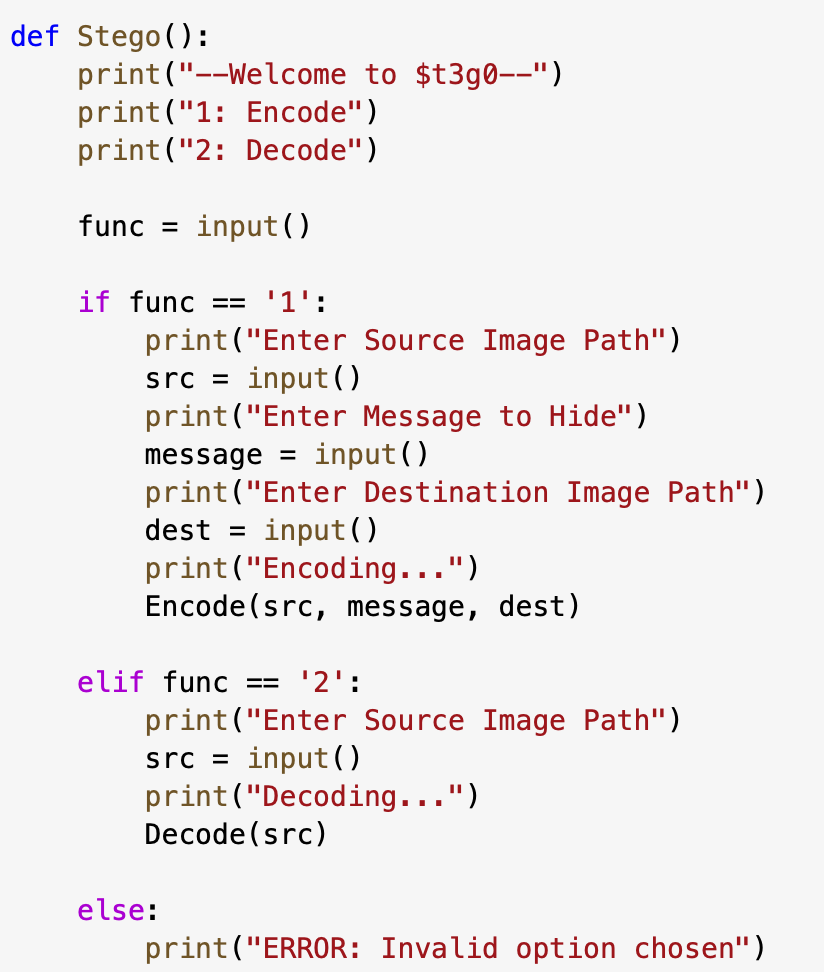 def Stego():
    print("--Welcome to $t3g0--")
    print("1: Encode")
    print("2: Decode")

    func = input()

    if func == '1':
        print("Enter Source Image Path")
        src = input()
        print("Enter Message to Hide")
        message = input()
        print("Enter Destination Image Path")
        dest = input()
        print("Encoding...")
        Encode(src, message, dest)

    elif func == '2':
        print("Enter Source Image Path")
        src = input()
        print("Decoding...")
        Decode(src)

    else:
        print("ERROR: Invalid option chosen")